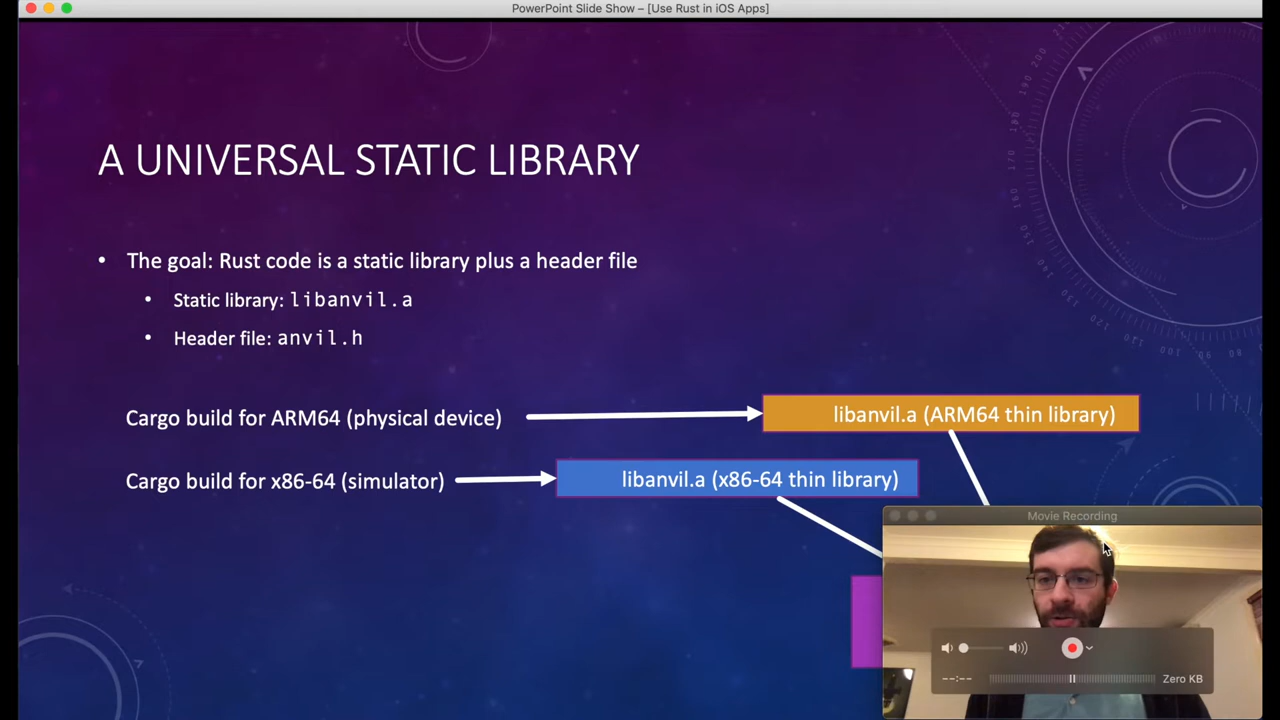 PowerPoint Slide Show – [Use Rust in iOS Apps]
A UNIVERSAL STATIC LIBRARY
• The goal: Rust code is a static library plus a header file
• Static library: libanvil.a
• Header file: anvil.h
Cargo build for ARM64 (physical device)
libanvil.a (ARM64 thin library)
Cargo build for x86-64 (simulator)
libanvil.a (x86-64 thin library)
Movie Recording
--:--
Zero KB